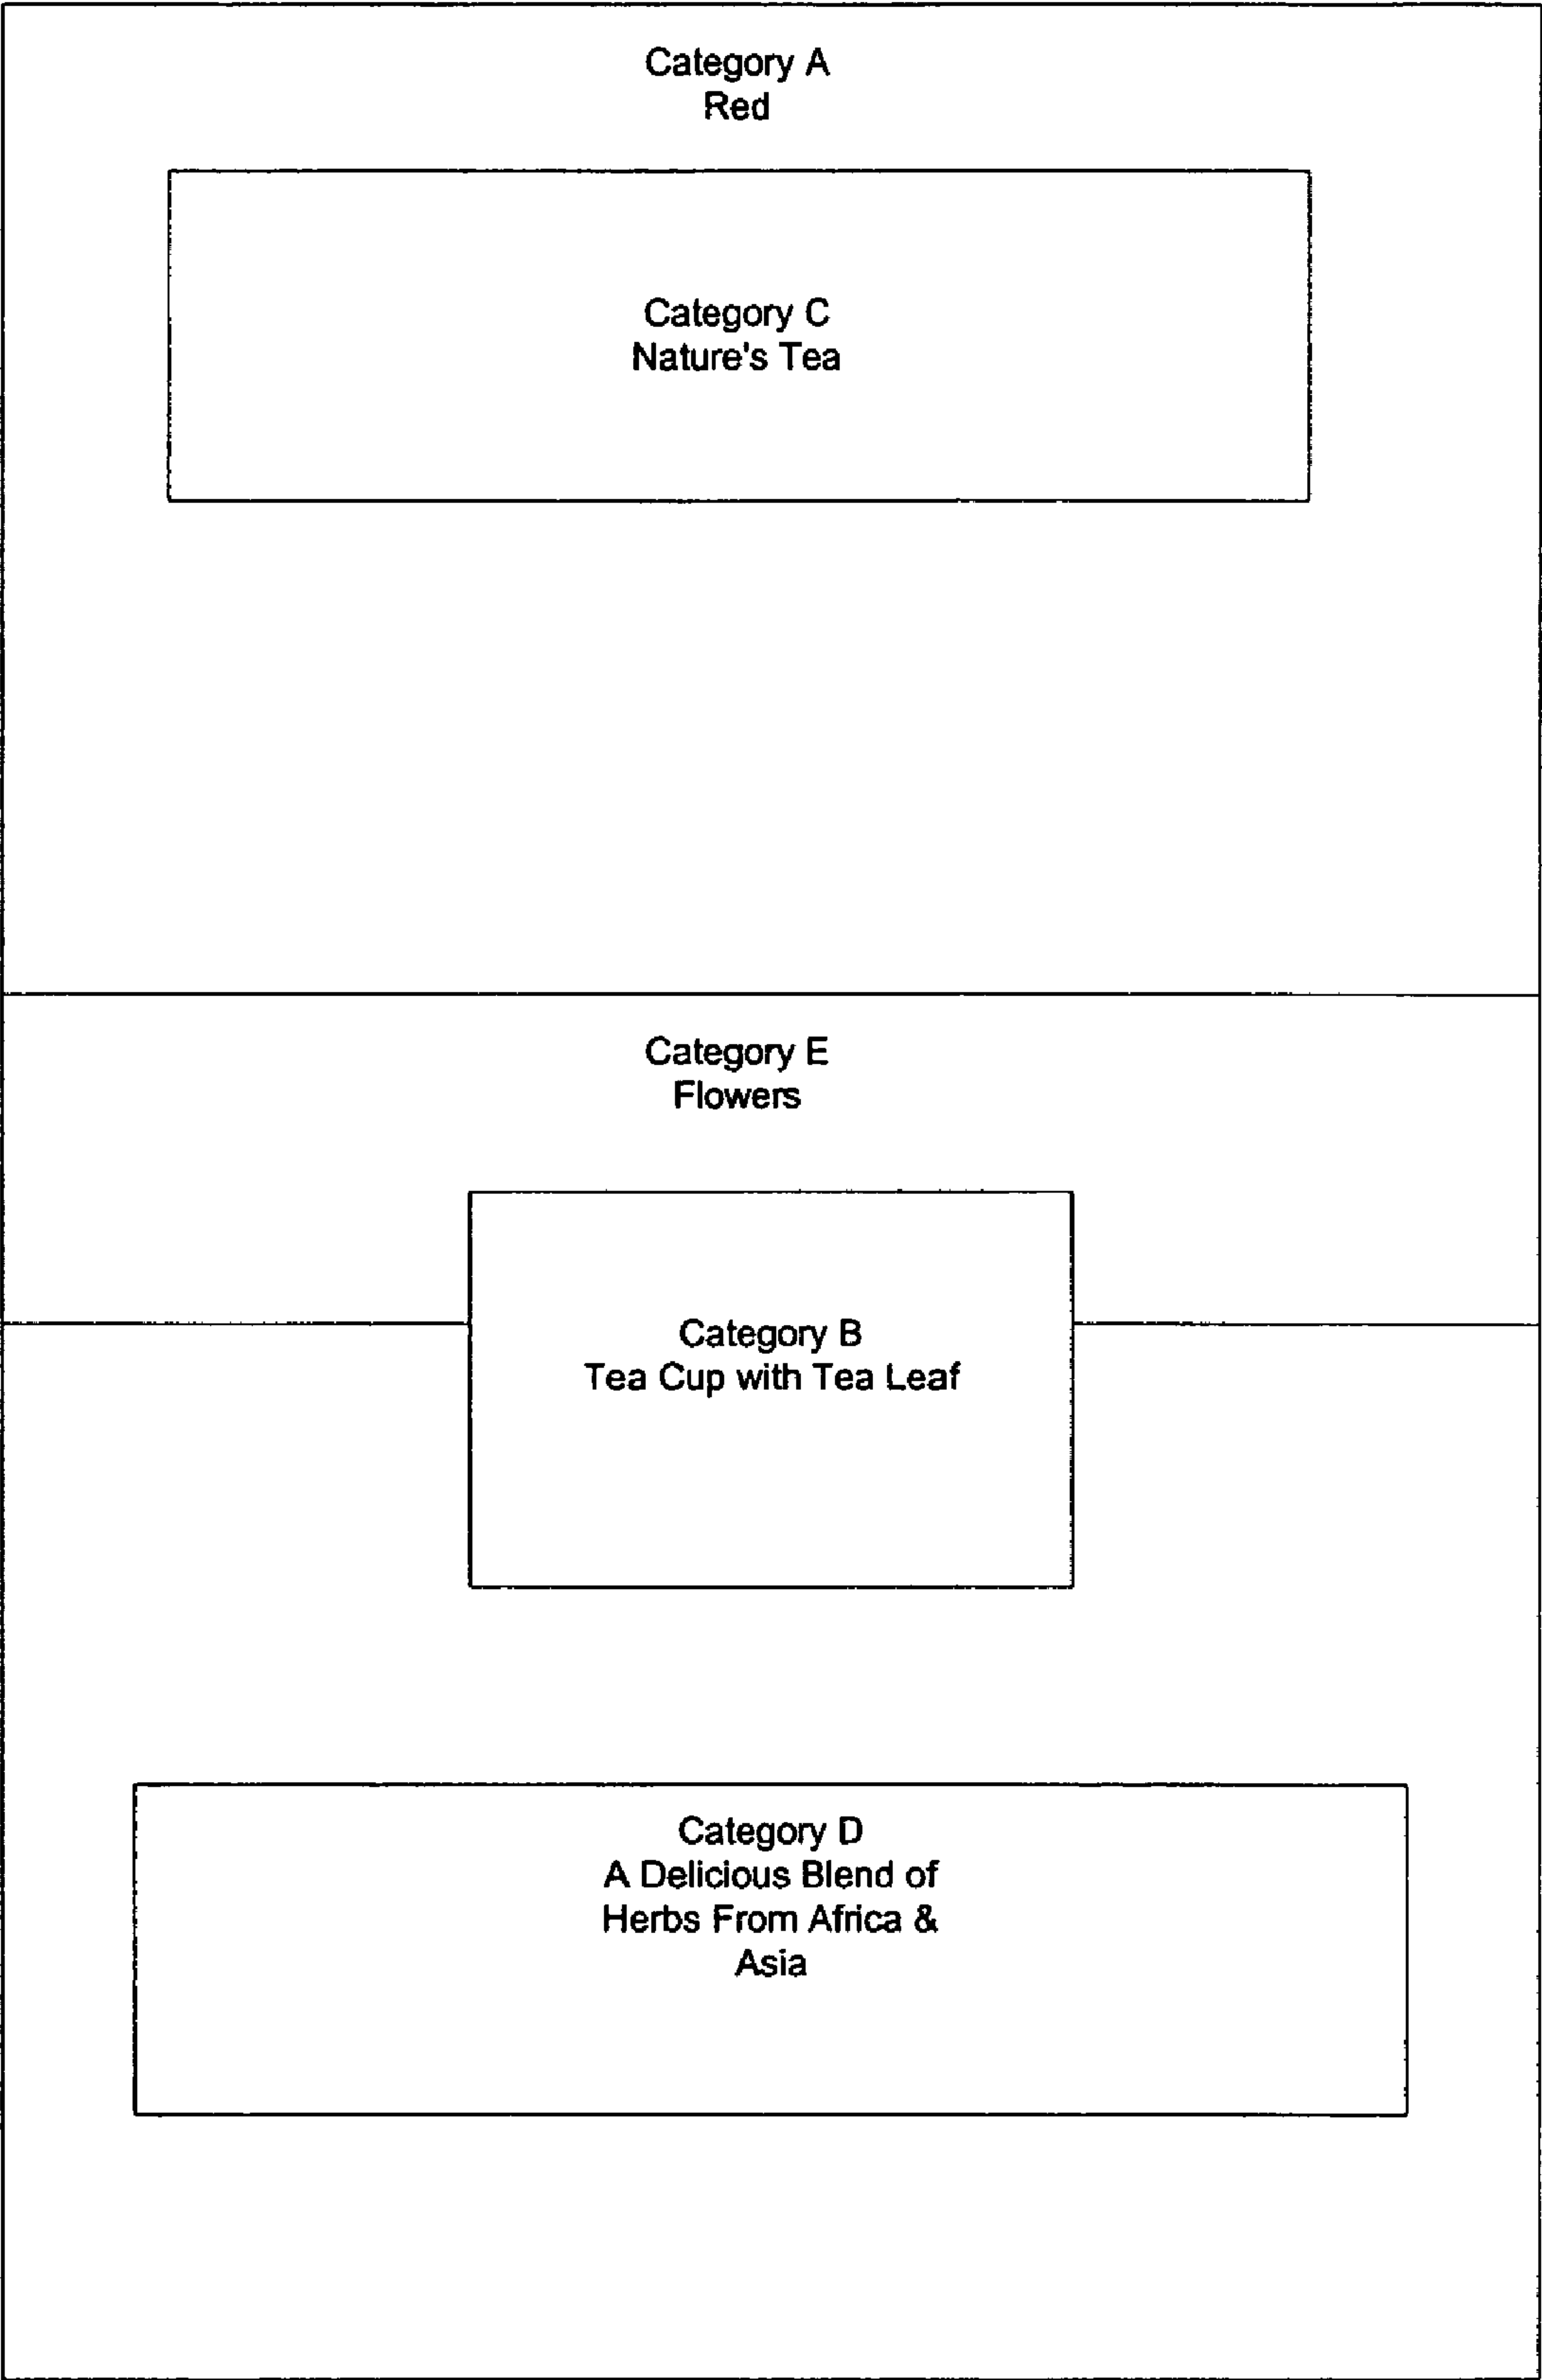 Category A
Red
Category C
Nature's Tea
Category E
Flowers
Category B
Tea Cup with Tea Leaf
Category D
A Delicious Blend of
Herbs From Africa &
Asia